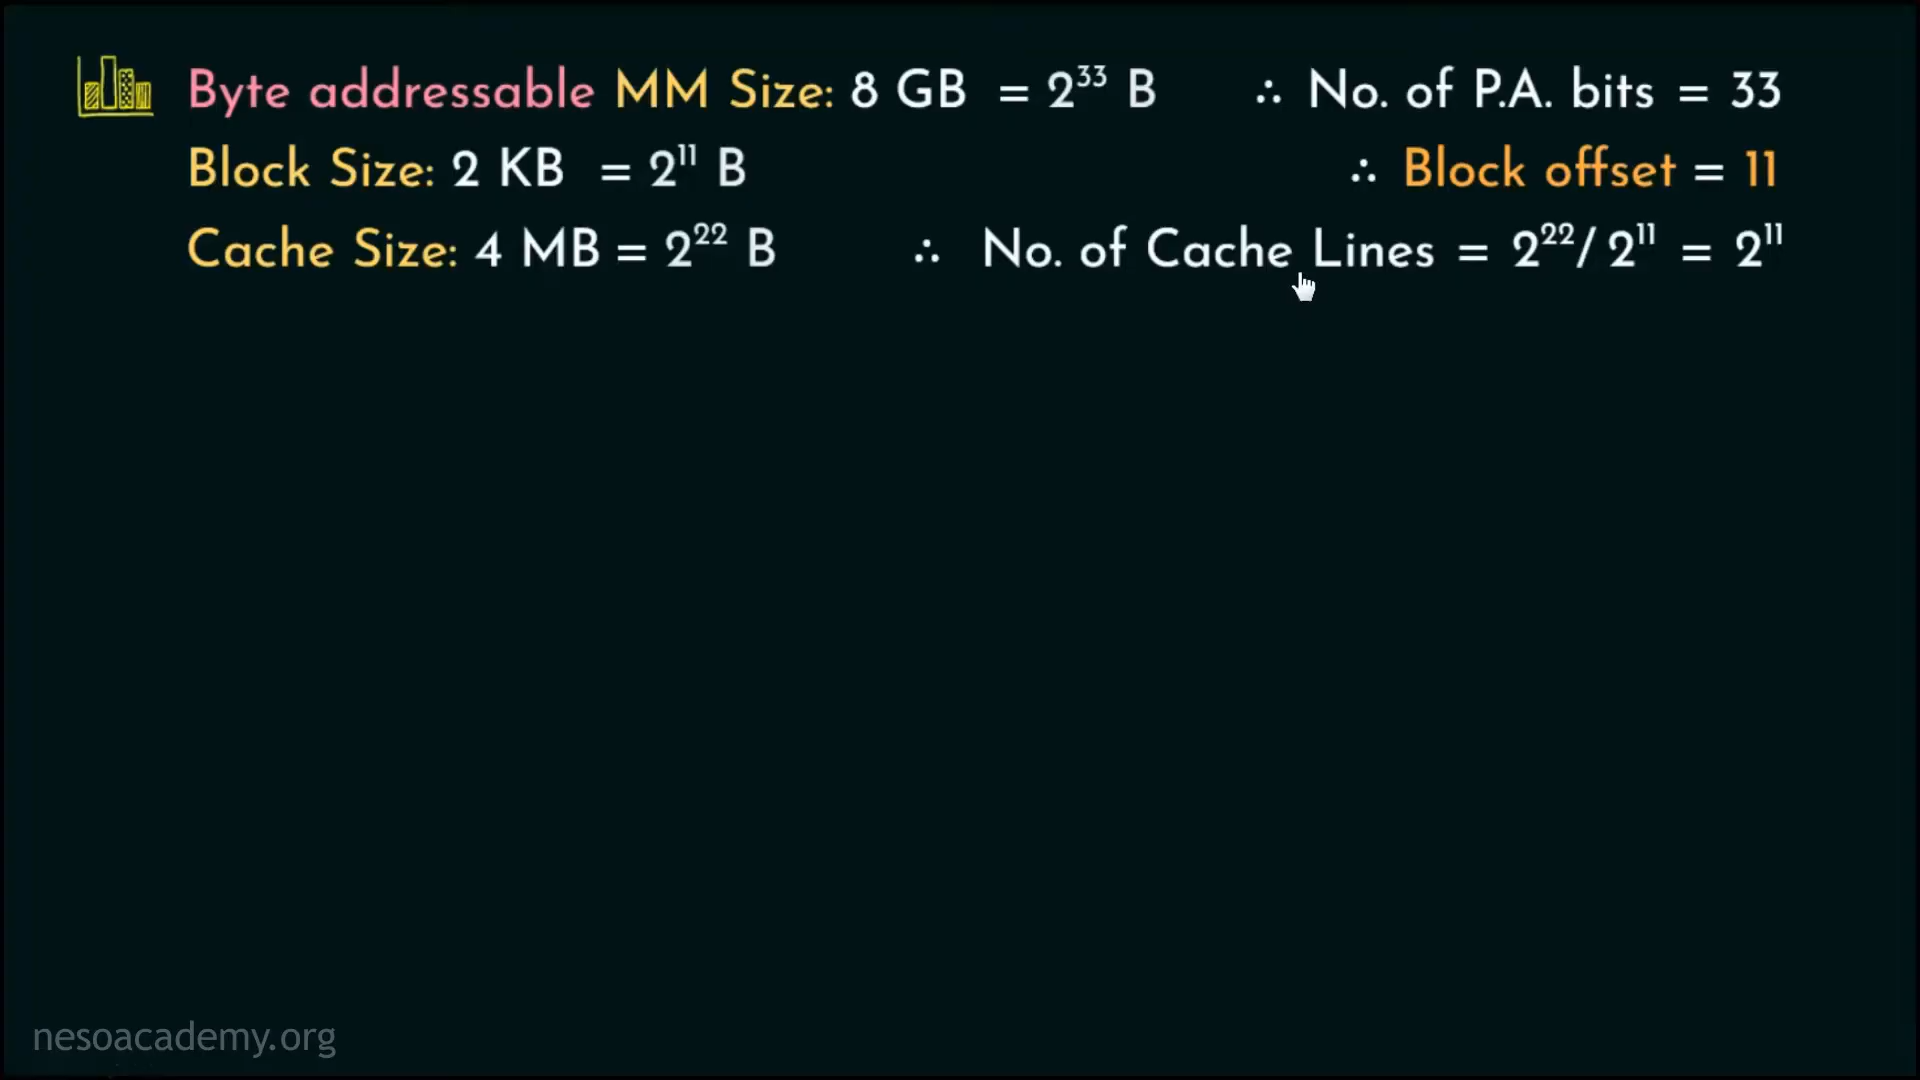 Byte addressable MM Size: 8 GB = 2³³ B ∴ No. of P.A. bits = 33
Block Size: 2 KB = 2¹¹ B ∴ Block offset = 11
Cache Size: 4 MB = 2²² B ∴ No. of Cache Lines = 2²²/ 2¹¹ = 2¹¹
nesoacademy.org